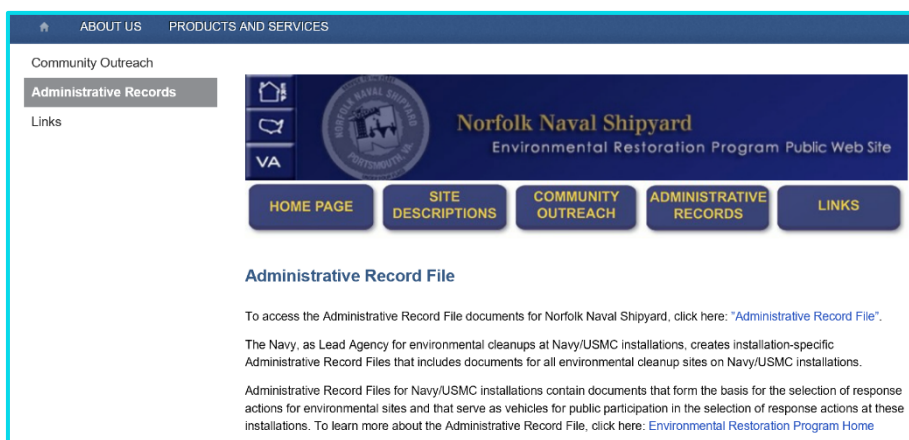 ABOUT US PRODUCTS AND SERVICES
Community Outreach
Administrative Records
Links
NORFOLK NAVAL SHIPYARD
PORTSMOUTH, VA.
VA
Norfolk Naval Shipyard
Environmental Restoration Program Public Web Site
HOME PAGE
SITE
DESCRIPTIONS
COMMUNITY
OUTREACH
ADMINISTRATIVE
RECORDS
LINKS
Administrative Record File
To access the Administrative Record File documents for Norfolk Naval Shipyard, click here: "Administrative Record File".
The Navy, as Lead Agency for environmental cleanups at Navy/USMC installations, creates installation-specific
Administrative Record Files that includes documents for all environmental cleanup sites on Navy/USMC installations.
Administrative Record Files for Navy/USMC installations contain documents that form the basis for the selection of response
actions for environmental sites and that serve as vehicles for public participation in the selection of response actions at these
installations. To learn more about the Administrative Record File, click here: Environmental Restoration Program Home